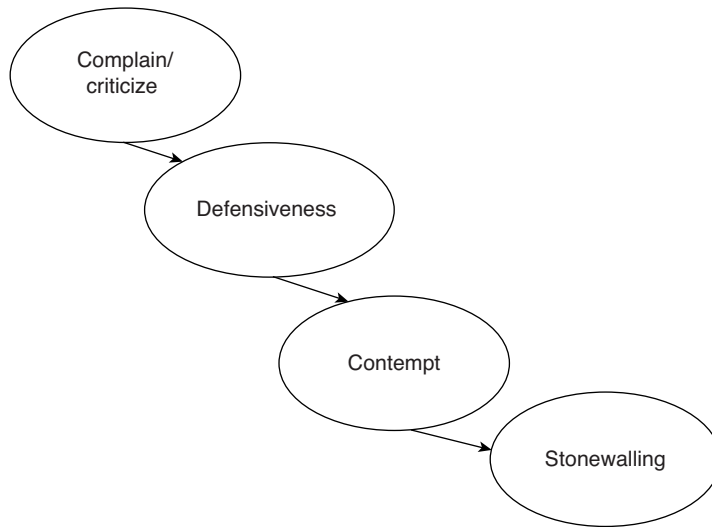 Complain/
criticize
Defensiveness
Contempt
Stonewalling